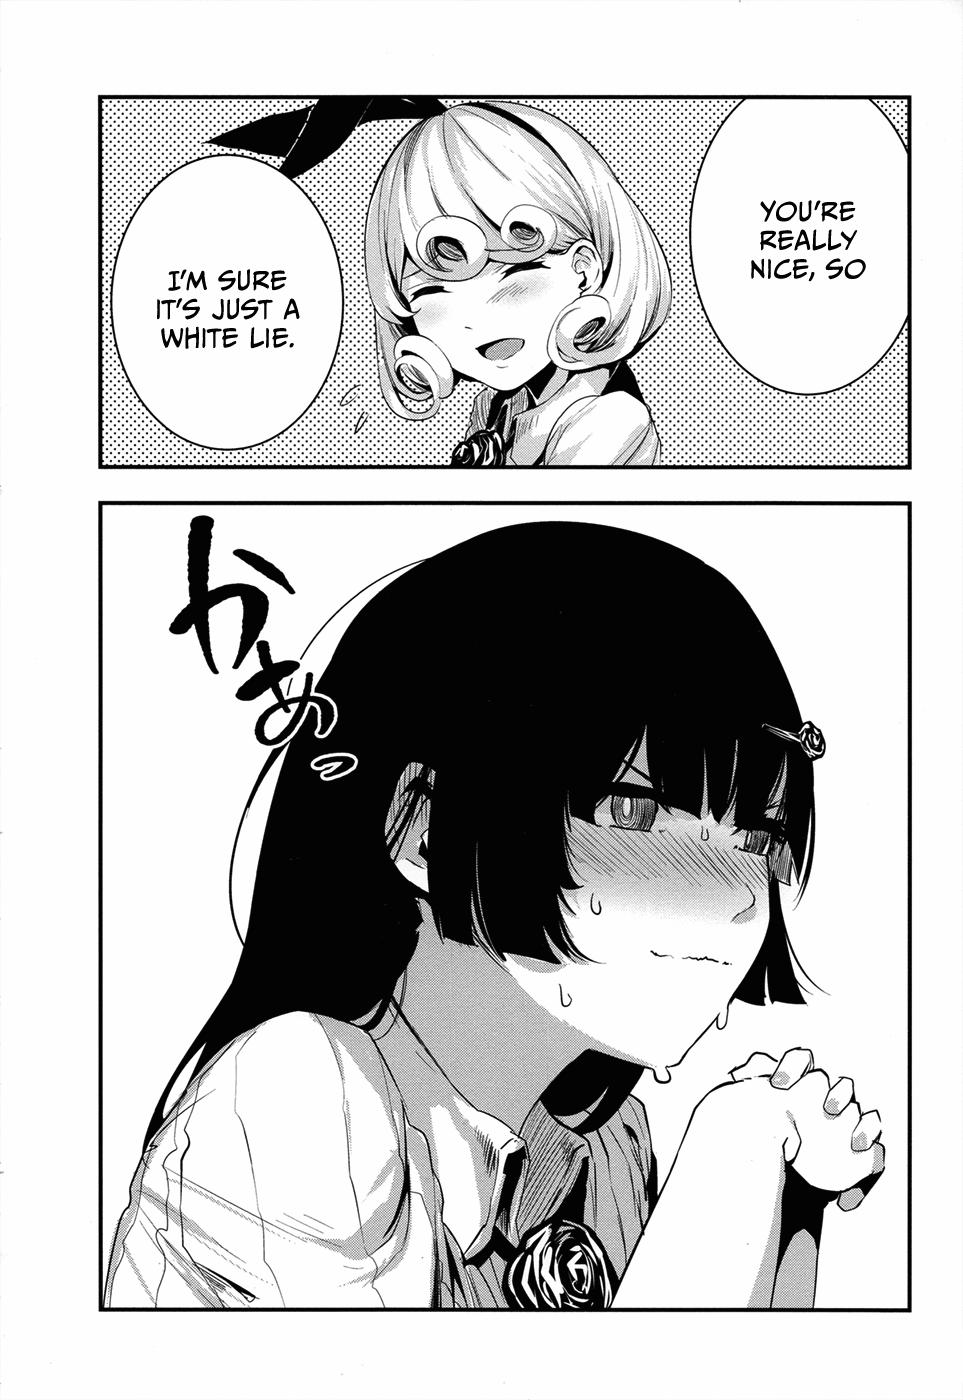 YOU'RE
REALLY
NICE, SO
I'M SURE
IT'S JUST A
WHITE LIE.
かあっ